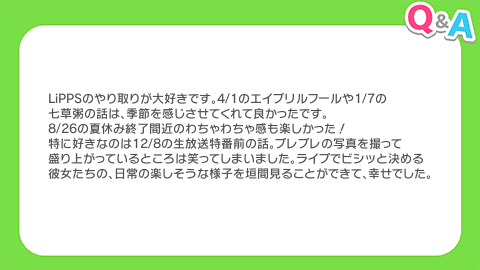 Q&A
LiPPSのやり取りが大好きです。4/1のエイプリルフールや1/7の
七草粥の話は、季節を感じさせてくれて良かったです。
8/26の夏休み終了間近のわちゃわちゃ感も楽しかった！
特に好きなのは12/8の生放送特番前の話。ブレブレの写真を撮って
盛り上がっているところは笑ってしまいました。ライブでビシッと決める
彼女たちの、日常の楽しそうな様子を垣間見ることができて、幸せでした。